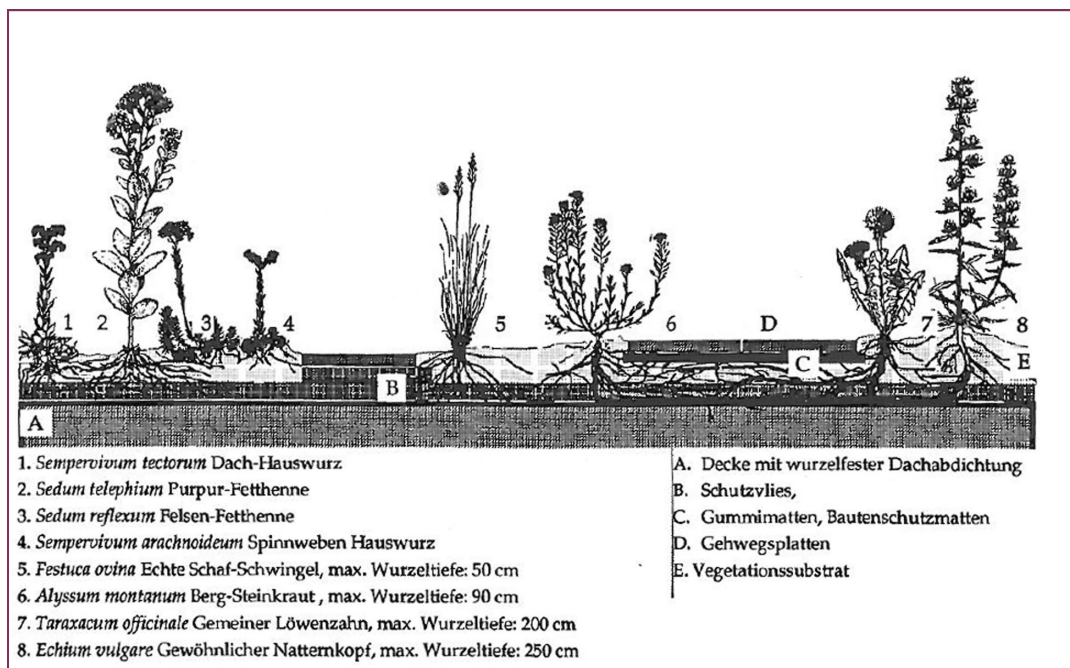 1
2
3
4
5
6
D
7
8
C
E
B
A
1. Sempervivum tectorum Dach-Hauswurz
2. Sedum telephium Purpur-Fetthenne
3. Sedum reflexum Felsen-Fetthenne
4. Sempervivum arachnoideum Spinnweben Hauswurz
5. Festuca ovina Echte Schaf-Schwingel, max. Wurzeltiefe: 50 cm
6. Alyssum montanum Berg-Steinkraut , max. Wurzeltiefe: 90 cm
7. Taraxacum officinale Gemeiner Löwenzahn, max. Wurzeltiefe: 200 cm
8. Echium vulgare Gewöhnlicher Natternkopf, max. Wurzeltiefe: 250 cm
A. Decke mit wurzelfester Dachabdichtung
B. Schutzvlies,
C. Gummimatten, Bautenschutzmatten
D. Gehwegsplatten
E. Vegetationssubstrat